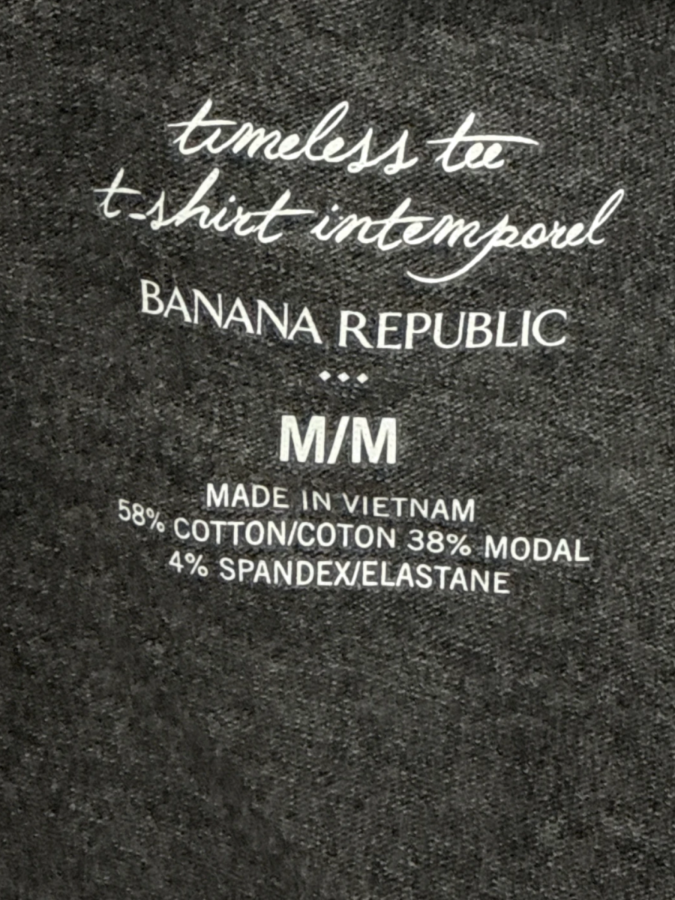 timeless tee
t-shirt intemporel
BANANA REPUBLIC
M/M
MADE IN VIETNAM
58% COTTON/COTON 38% MODAL
4% SPANDEX/ELASTANE